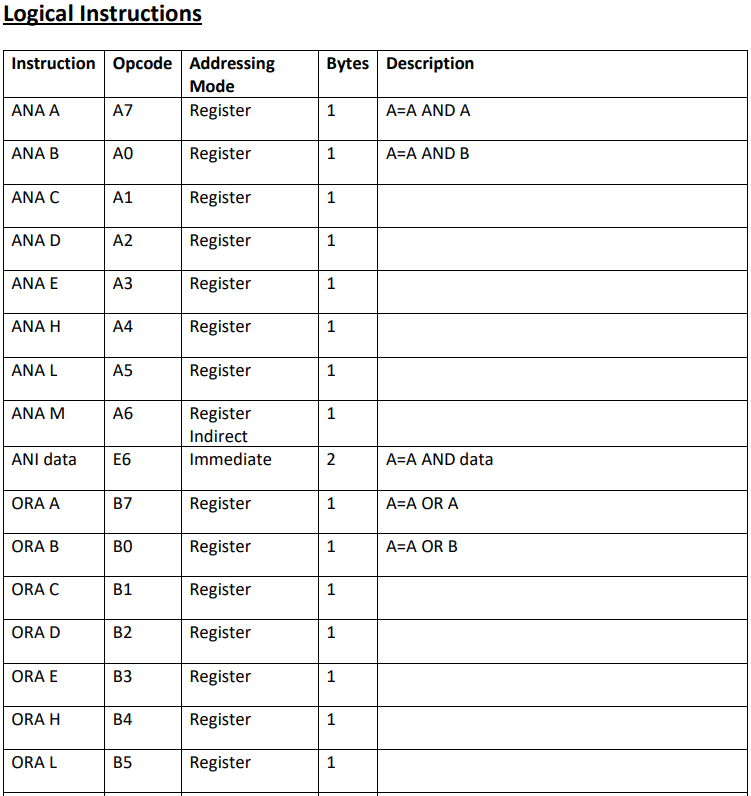 Logical Instructions
Instruction Opcode Addressing Mode Bytes Description
ANA A A7 Register 1 A=A AND A
ANA B A0 Register 1 A=A AND B
ANA C A1 Register 1
ANA D A2 Register 1
ANA E A3 Register 1
ANA H A4 Register 1
ANA L A5 Register 1
ANA M A6 Register Indirect 1
ANI data E6 Immediate 2 A=A AND data
ORA A B7 Register 1 A=A OR A
ORA B B0 Register 1 A=A OR B
ORA C B1 Register 1
ORA D B2 Register 1
ORA E B3 Register 1
ORA H B4 Register 1
ORA L B5 Register 1